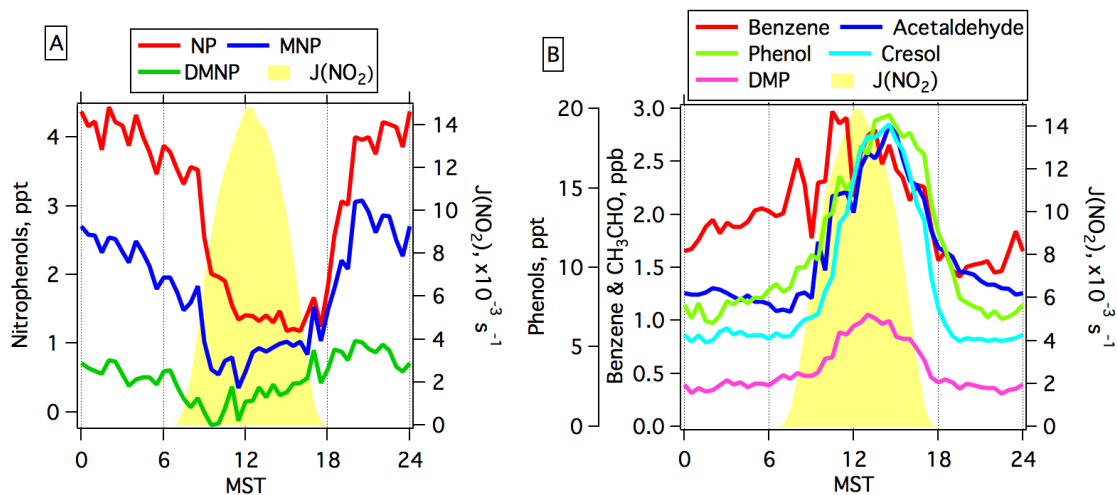 A
NP MNP
DMNP J(NO₂)
4
3
2
1
0
Nitrophenols, ppt
14
12
10
8
6
4
2
0
J(NO₂), x10⁻³ s⁻¹
0 6 12 18 24
MST
B
Benzene Acetaldehyde
Phenol Cresol
DMP J(NO₂)
20
15
10
5
0
Phenols, ppt
3.0
2.5
2.0
1.5
1.0
0.5
0.0
Benzene & CH₃CHO, ppb
14
12
10
8
6
4
2
0
J(NO₂), x10⁻³ s⁻¹
0 6 12 18 24
MST